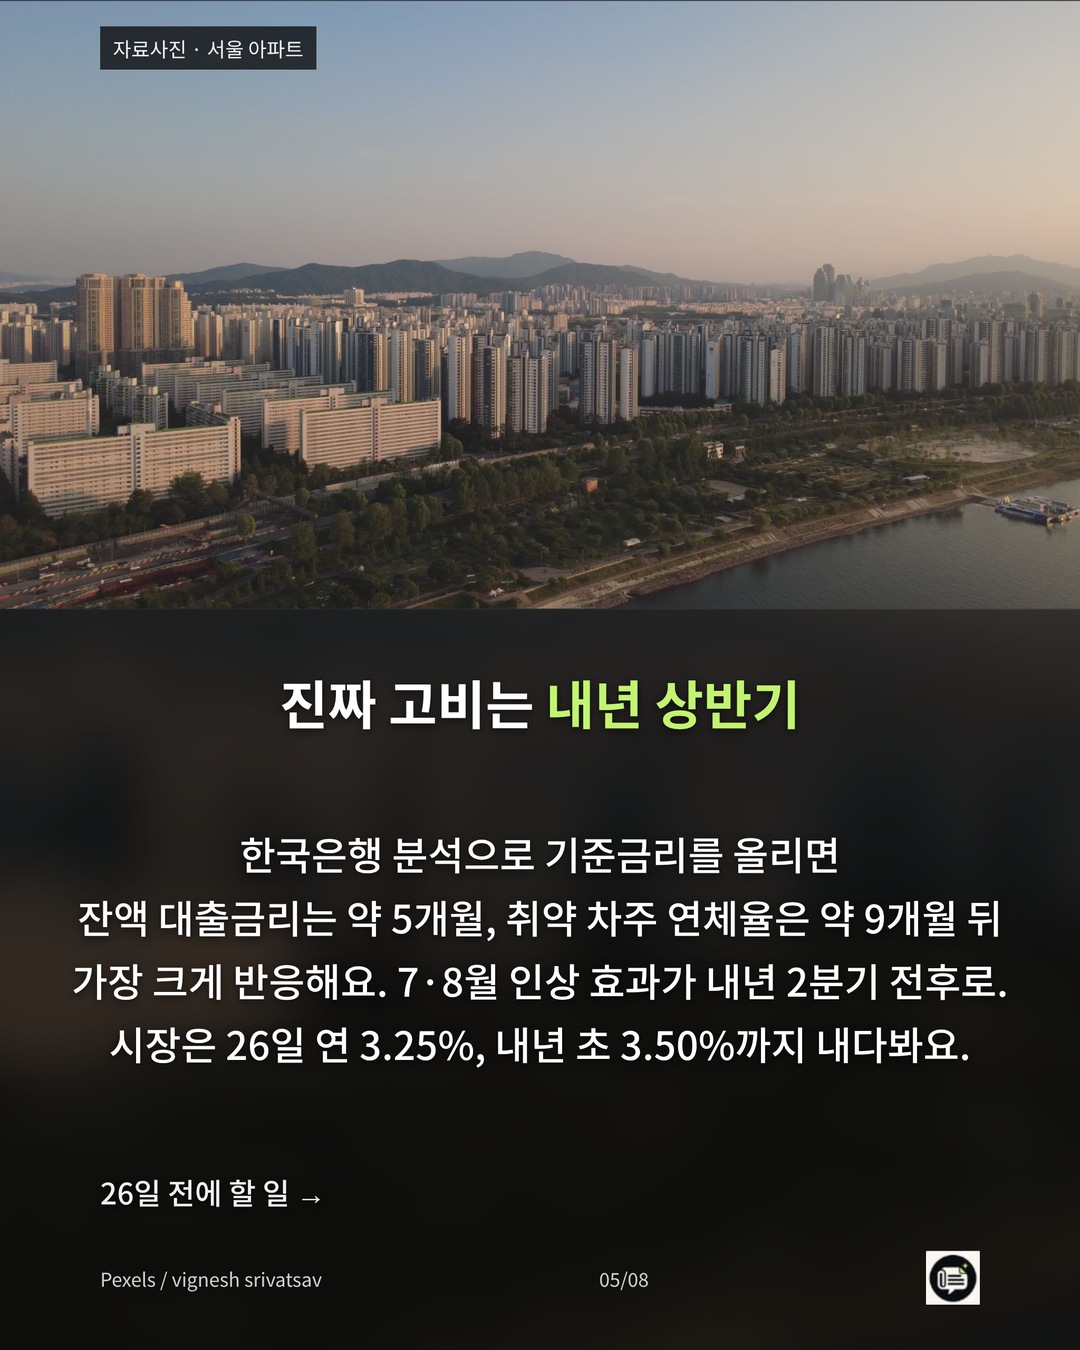 자료사진 · 서울 아파트
진짜 고비는 내년 상반기
한국은행 분석으로 기준금리를 올리면
잔액 대출금리는 약 5개월, 취약 차주 연체율은 약 9개월 뒤
가장 크게 반응해요. 7·8월 인상 효과가 내년 2분기 전후로.
시장은 26일 연 3.25%, 내년 초 3.50%까지 내다봐요.
26일 전에 할 일 →
Pexels / vignesh srivatsav
05/08